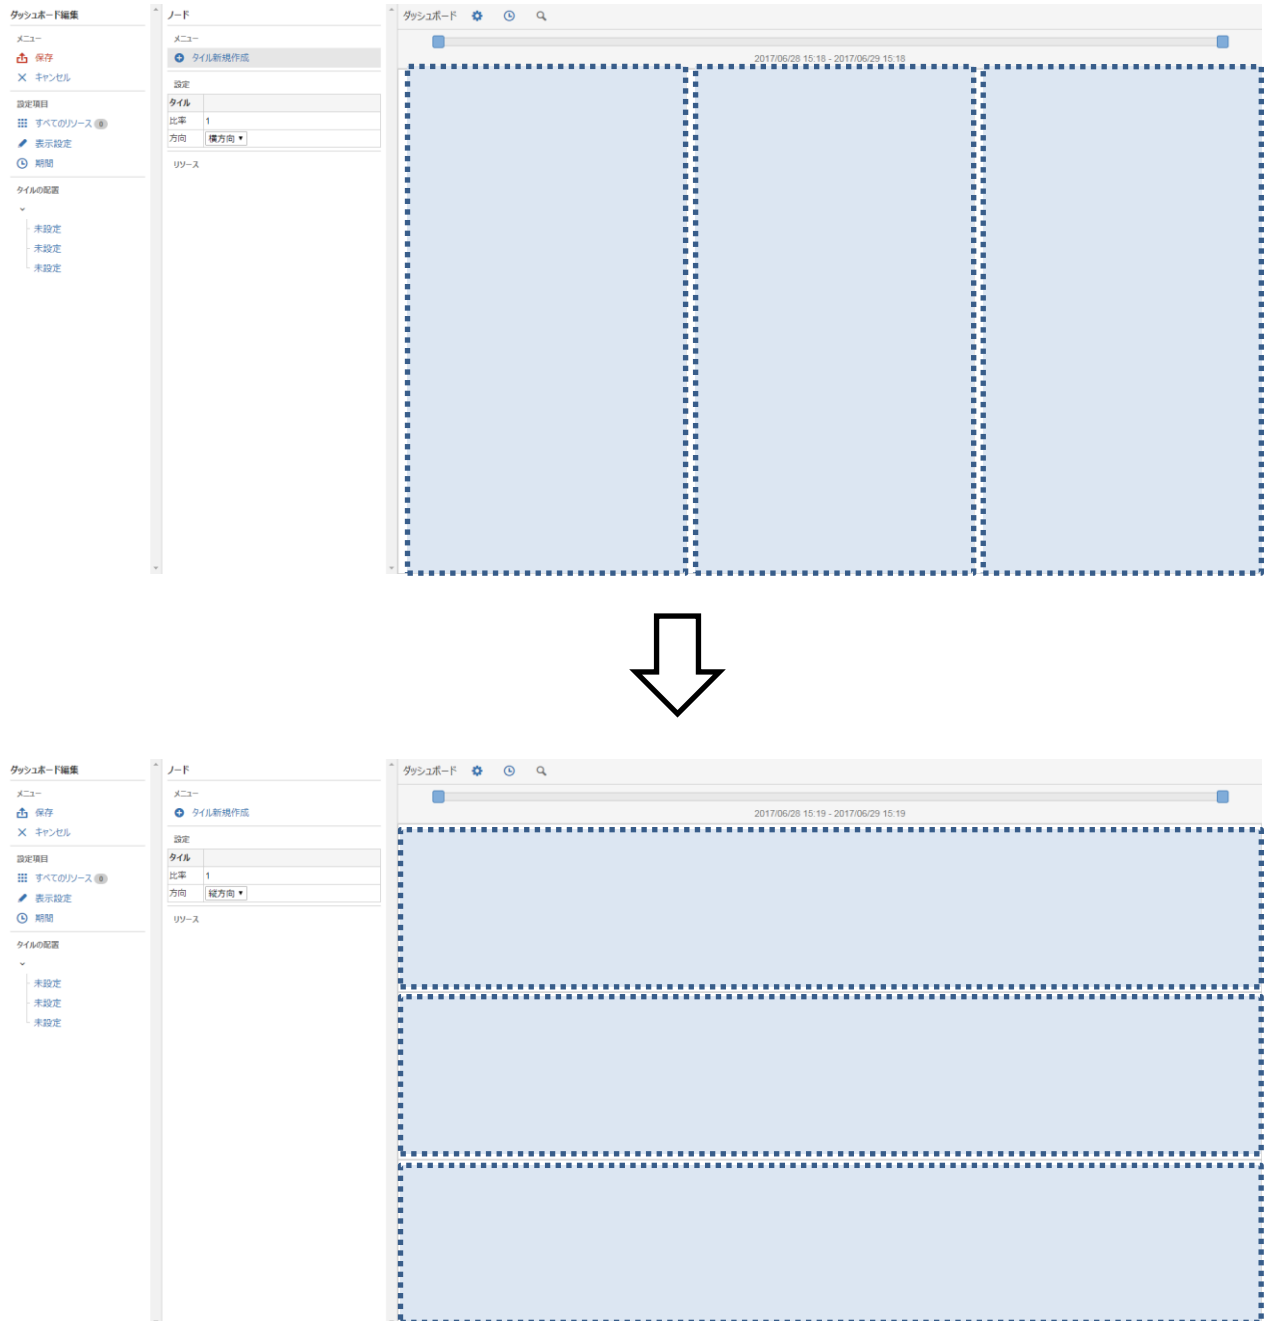 ダッシュボード編集
メニュー
保存
キャンセル
設定項目
すべてのリソース 0
表示設定
期間
タイルの配置
未設定
未設定
未設定
ノード
メニュー
タイル新規作成
設定
タイル
比率 1
方向 横方向
リソース
ダッシュボード
2017/06/28 15:18 - 2017/06/29 15:18
ダッシュボード編集
メニュー
保存
キャンセル
設定項目
すべてのリソース 0
表示設定
期間
タイルの配置
未設定
未設定
未設定
ノード
メニュー
タイル新規作成
設定
タイル
比率 1
方向 縦方向
リソース
ダッシュボード
2017/06/28 15:19 - 2017/06/29 15:19